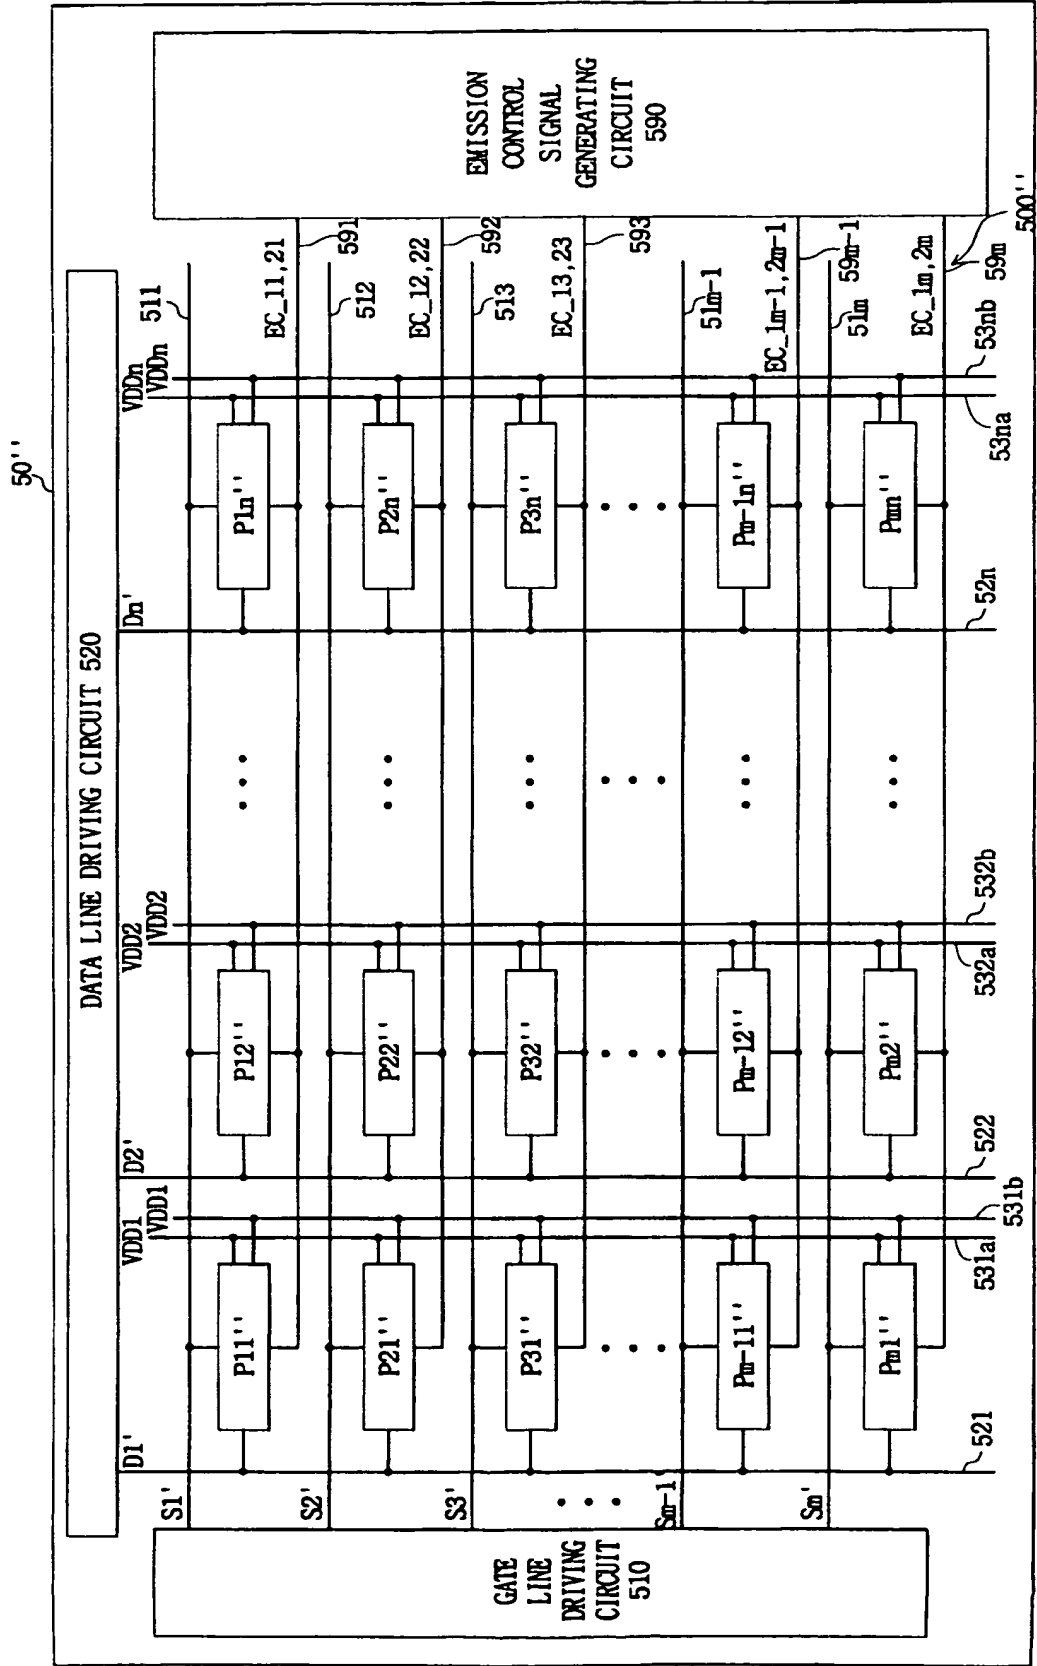 50''
DATA LINE DRIVING CIRCUIT 520
D1'
VDD1
VDD1
D2'
VDD2
VDD2
Dn'
VDDn
VDDn
GATE
LINE
DRIVING
CIRCUIT
510
EMISSION
CONTROL
SIGNAL
GENERATING
CIRCUIT
590
S1'
P11''
P12''
P1n''
511
EC_11,21
591
S2'
P21''
P22''
P2n''
512
EC_12,22
592
S3'
P31''
P32''
P3n''
513
EC_13,23
593
Sm-1
Pm-11''
Pm-12''
Pm-1n''
51m-1
EC_1m-1,2m-1
59m-1
Sm'
Pm1''
Pm2''
Pmn''
51m
EC_1m,2m
59m
500''
521
531a
531b
522
532a
532b
52n
53na
53nb